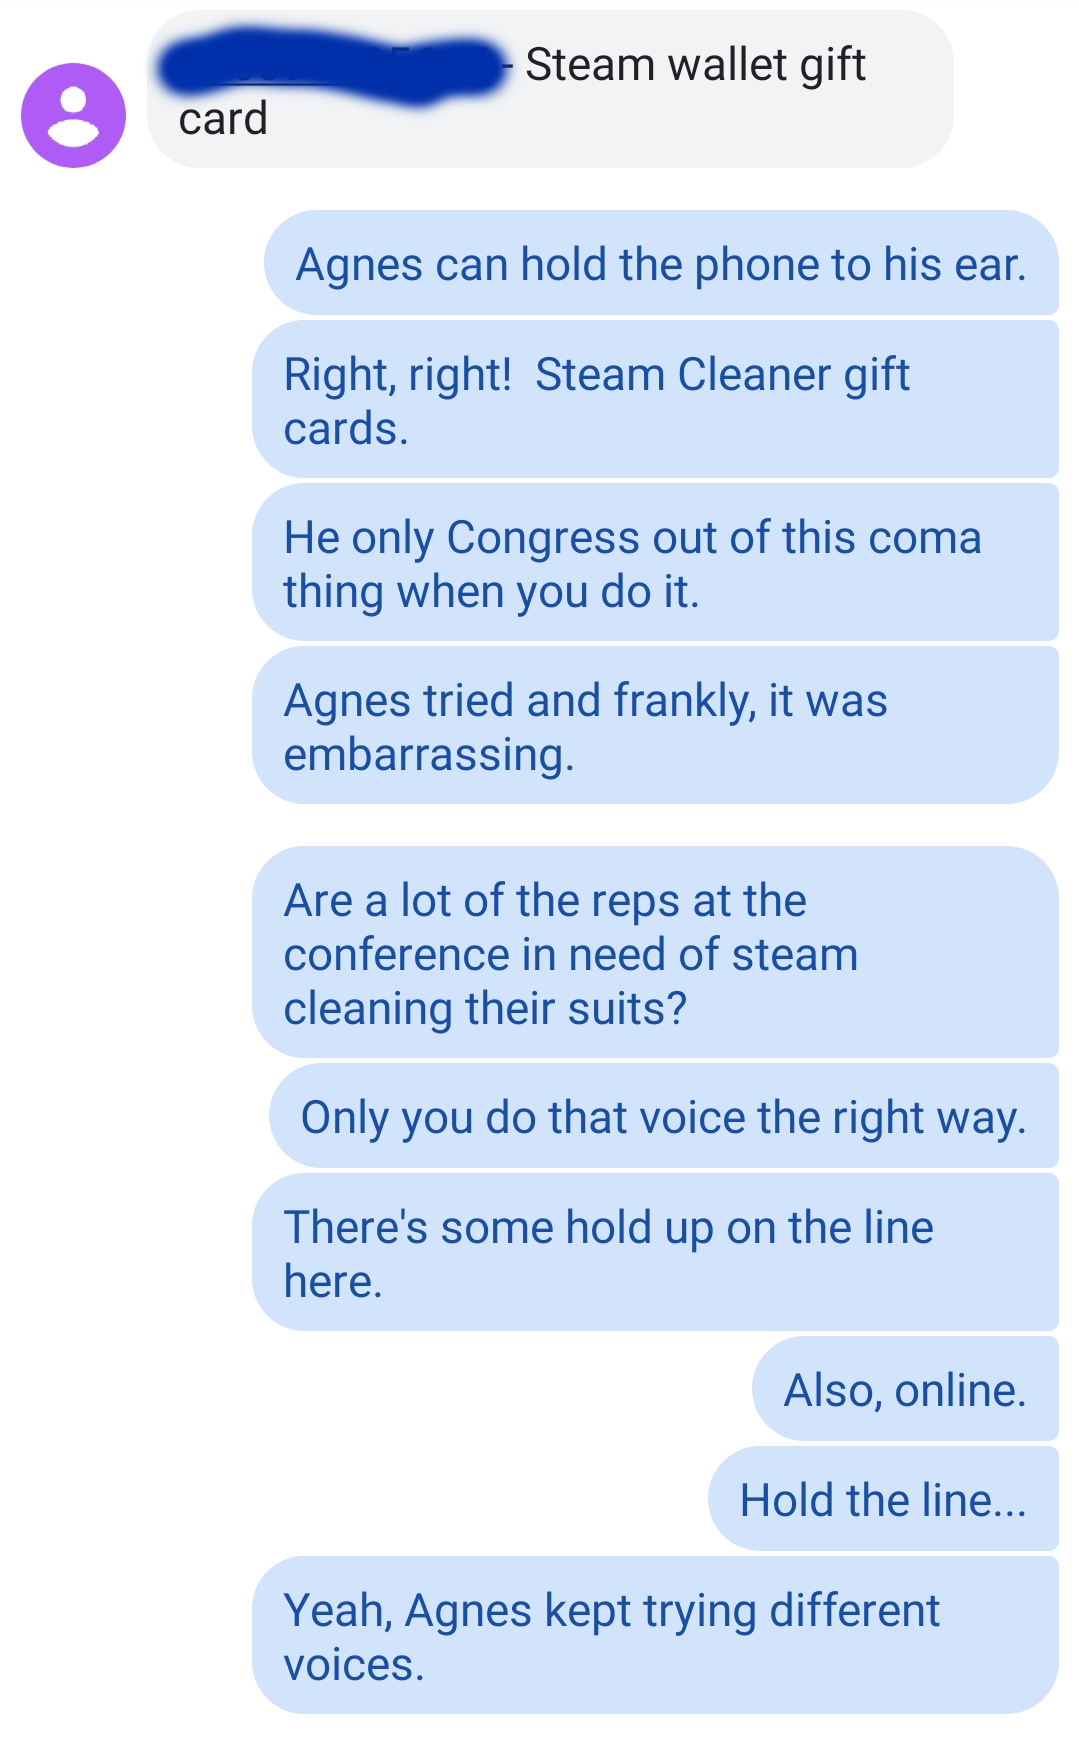 - Steam wallet gift
card
Agnes can hold the phone to his ear.
Right, right!  Steam Cleaner gift
cards.
He only Congress out of this coma
thing when you do it.
Agnes tried and frankly, it was
embarrassing.
Are a lot of the reps at the
conference in need of steam
cleaning their suits?
Only you do that voice the right way.
There's some hold up on the line
here.
Also, online.
Hold the line...
Yeah, Agnes kept trying different
voices.